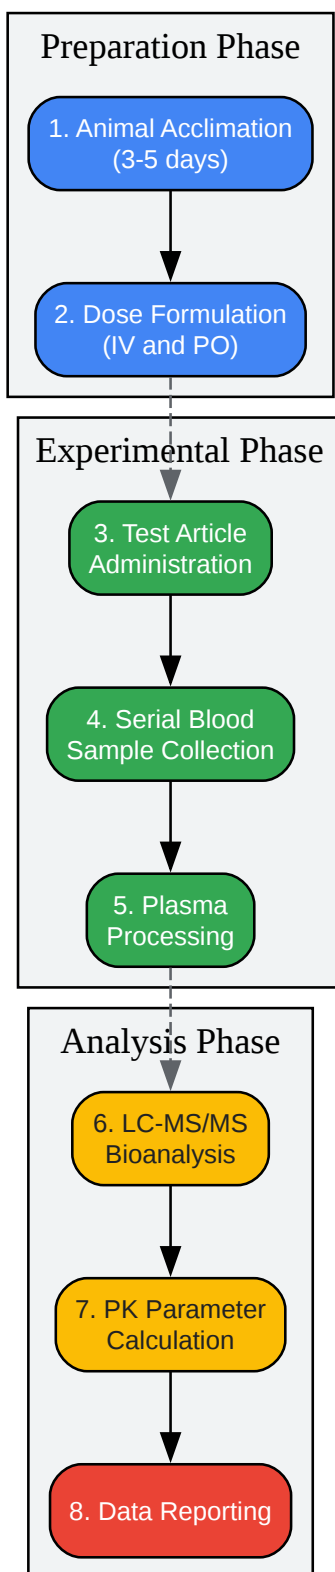 Preparation Phase
1. Animal Acclimation
(3-5 days)
2. Dose Formulation
(IV and PO)
Experimental Phase
3. Test Article
Administration
4. Serial Blood
Sample Collection
5. Plasma
Processing
Analysis Phase
6. LC-MS/MS
Bioanalysis
7. PK Parameter
Calculation
8. Data Reporting